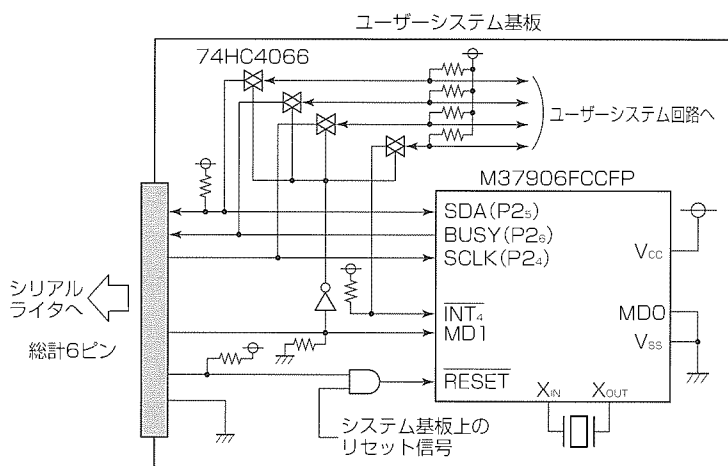 ユーザーシステム基板
74HC4066
ユーザーシステム回路へ
M37906FCCFP
SDA(P2₅)
BUSY(P2₆)
SCLK(P2₄)
VCC
シリアル
ライタへ
総計6ピン
INT₄
MD1
MD0
VSS
RESET
XIN
XOUT
システム基板上の
リセット信号